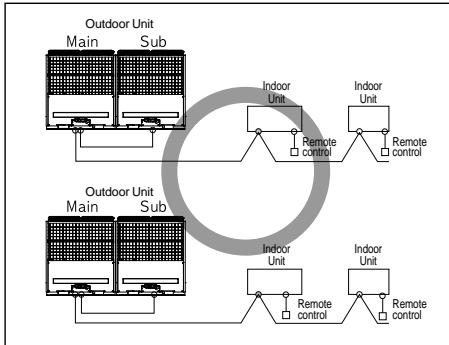 Outdoor Unit
Main Sub
Indoor
Unit
Indoor
Unit
Remote
control
Remote
control
Outdoor Unit
Main Sub
Indoor
Unit
Indoor
Unit
Remote
control
Remote
control